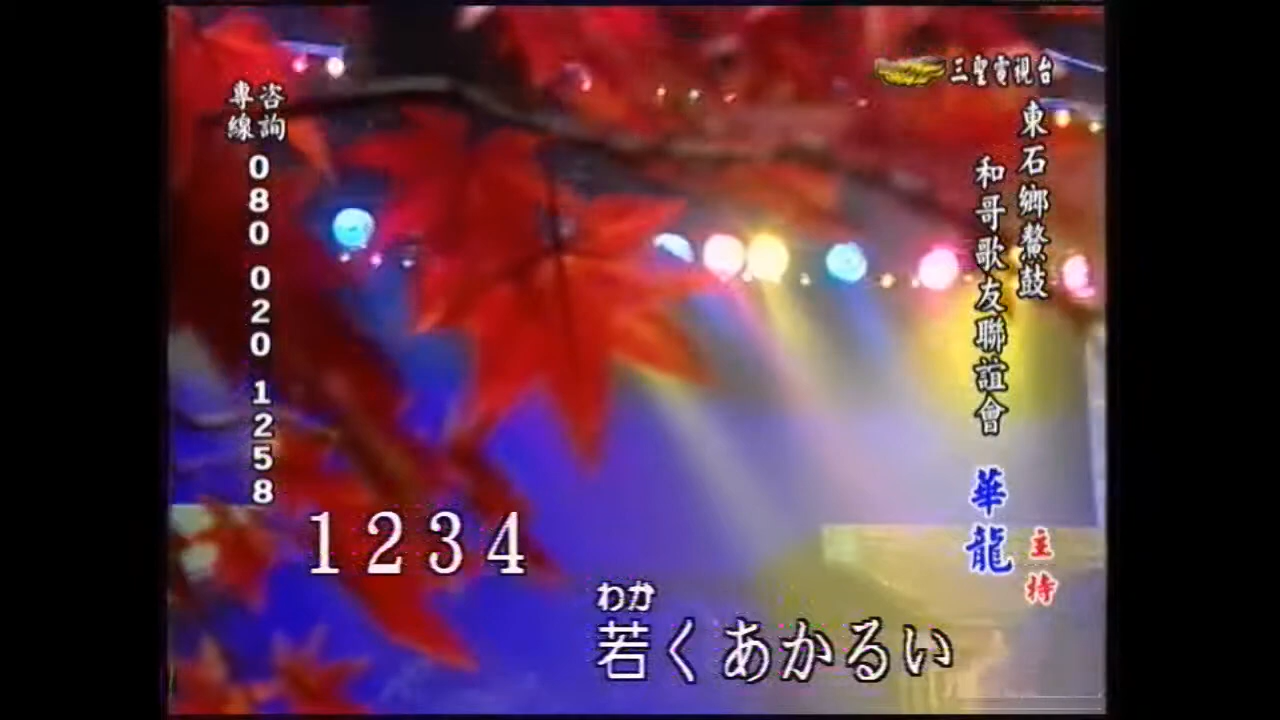 三聖電視台
東石鄉鰲鼓
和哥歌友聯誼會
主持
華龍
咨詢
專線
080 020 1258
1234
わか
若くあかるい